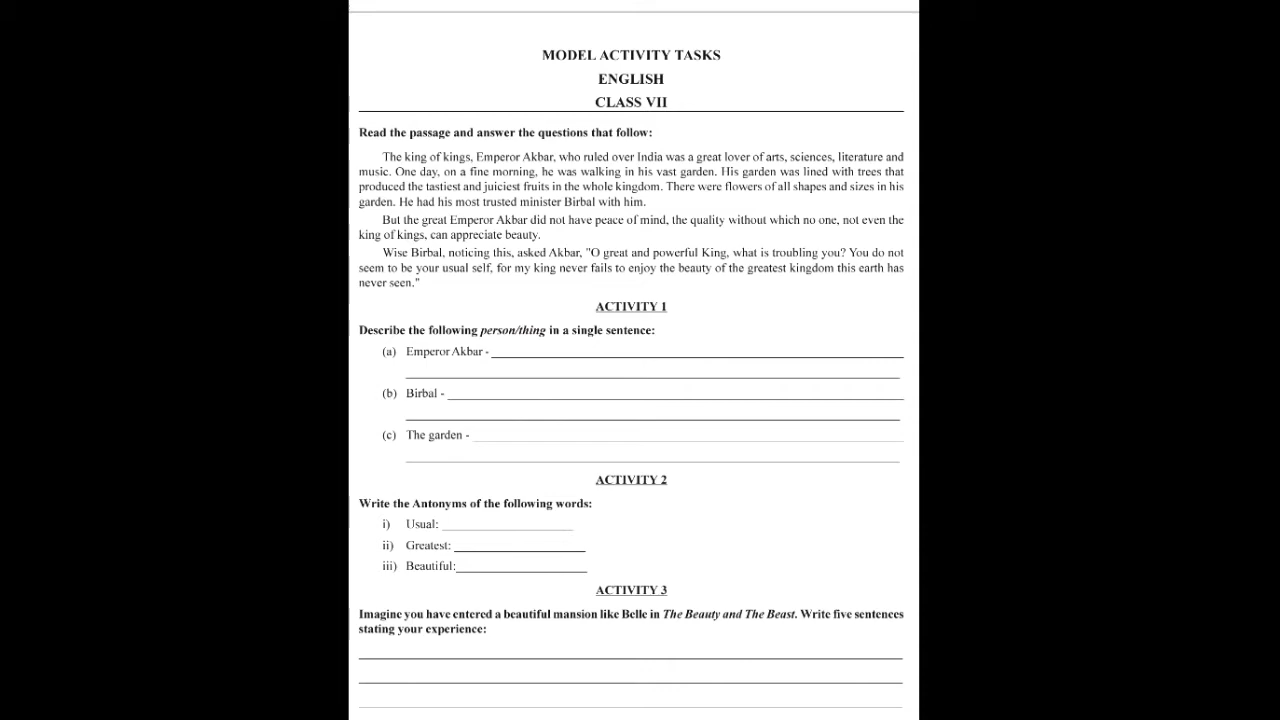 MODEL ACTIVITY TASKS
ENGLISH
CLASS VII
Read the passage and answer the questions that follow:
The king of kings, Emperor Akbar, who ruled over India was a great lover of arts, sciences, literature and
music. One day, on a fine morning, he was walking in his vast garden. His garden was lined with trees that
produced the tastiest and juiciest fruits in the whole kingdom. There were flowers of all shapes and sizes in his
garden. He had his most trusted minister Birbal with him.
But the great Emperor Akbar did not have peace of mind, the quality without which no one, not even the
king of kings, can appreciate beauty.
Wise Birbal, noticing this, asked Akbar, "O great and powerful King, what is troubling you? You do not
seem to be your usual self, for my king never fails to enjoy the beauty of the greatest kingdom this earth has
never seen."
ACTIVITY 1
Describe the following person/thing in a single sentence:
(a) Emperor Akbar -
(b) Birbal -
(c) The garden -
ACTIVITY 2
Write the Antonyms of the following words:
i) Usual:
ii) Greatest:
iii) Beautiful:
ACTIVITY 3
Imagine you have entered a beautiful mansion like Belle in The Beauty and The Beast. Write five sentences
stating your experience: